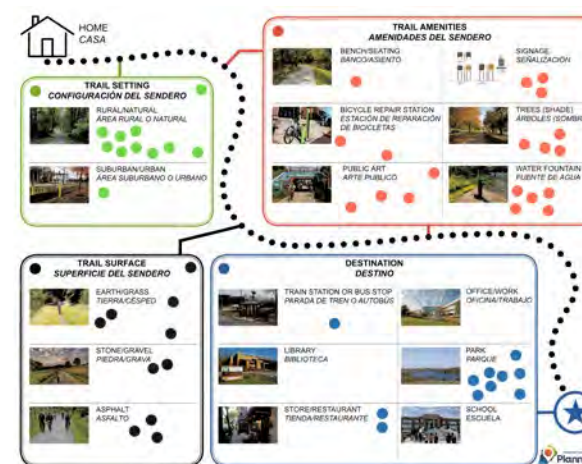 HOME
CASA
TRAIL SETTING
CONFIGURACIÓN DEL SENDERO
RURAL/NATURAL
ÁREA RURAL O NATURAL
SUBURBAN/URBAN
ÁREA SUBURBANO O URBANO
TRAIL AMENITIES
AMENIDADES DEL SENDERO
BENCH/SEATING
BANCO/ASIENTO
SIGNAGE
SEÑALIZACIÓN
BICYCLE REPAIR STATION
ESTACIÓN DE REPARACIÓN
DE BICICLETAS
TREES (SHADE)
ÁRBOLES (SOMBR
PUBLIC ART
ARTE PUBLICO
WATER FOUNTAIN
FUENTE DE AGUA
TRAIL SURFACE
SUPERFICIE DEL SENDERO
EARTH/GRASS
TIERRA/CÉSPED
STONE/GRAVEL
PIEDRA/GRAVA
ASPHALT
ASFALTO
DESTINATION
DESTINO
TRAIN STATION OR BUS STOP
PARADA DE TREN O AUTOBÚS
OFFICE/WORK
OFICINA/TRABAJO
LIBRARY
BIBLIOTECA
PARK
PARQUE
STORE/RESTAURANT
TIENDA/RESTAURANTE
SCHOOL
ESCUELA
Plann